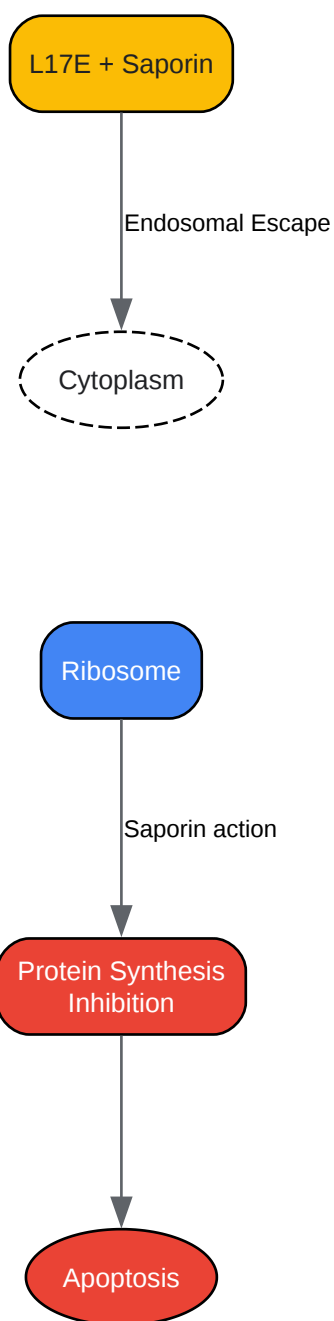 L17E + Saporin
Endosomal Escape
Cytoplasm
Ribosome
Saporin action
Protein Synthesis
Inhibition
Apoptosis